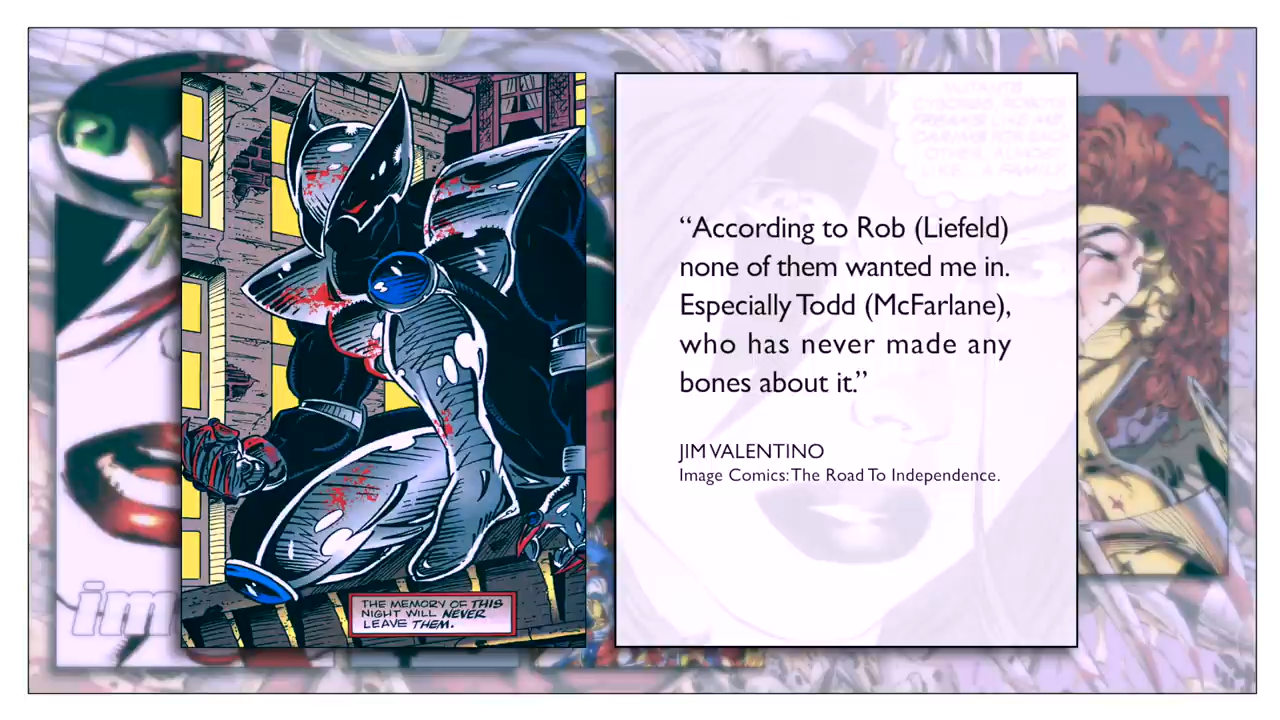 THE MEMORY OF THIS
NIGHT WILL NEVER
LEAVE THEM.
“According to Rob (Liefeld)
none of them wanted me in.
Especially Todd (McFarlane),
who has never made any
bones about it.”
JIM VALENTINO
Image Comics: The Road To Independence.
im